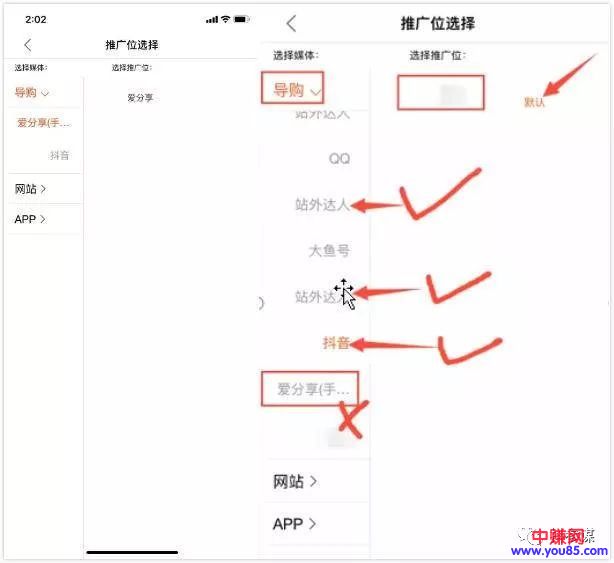 2:02
推广位选择
选择媒体:
选择推广位:
导购
爱分享
爱分享(手...
抖音
网站
APP
推广位选择
选择媒体:
选择推广位:
导购
默认
站外达人
QQ
站外达人
大鱼号
站外达
抖音
爱分享(手...
网站
APP
中赚网
www.you85.com